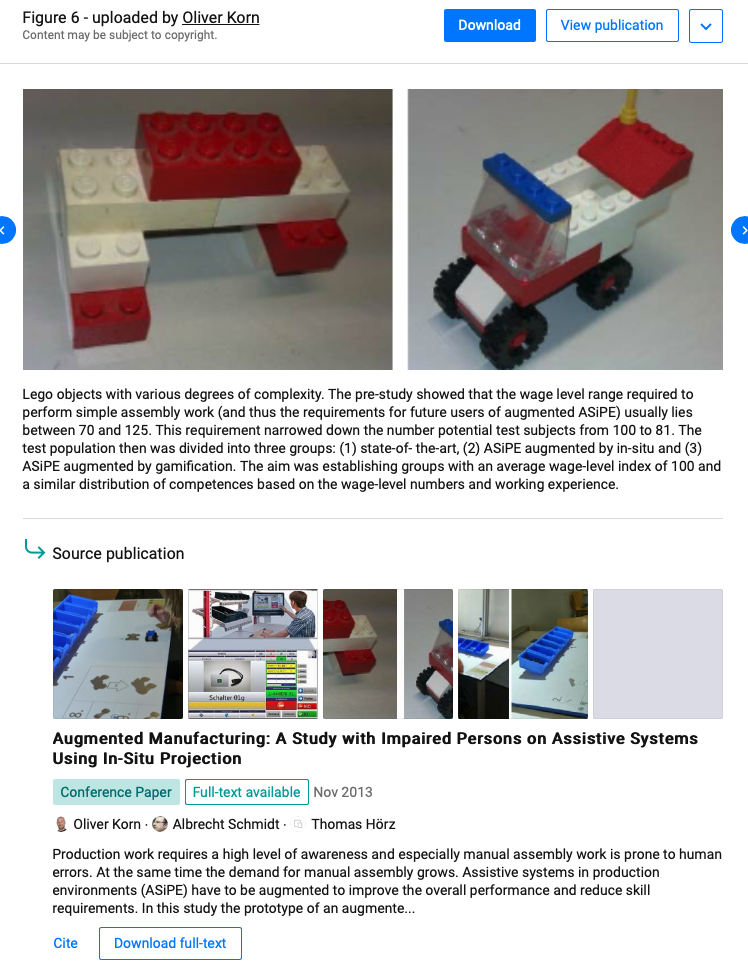 Figure 6 - uploaded by Oliver Korn
Content may be subject to copyright.
Download
View publication
Lego objects with various degrees of complexity. The pre-study showed that the wage level range required to
perform simple assembly work (and thus the requirements for future users of augmented ASiPE) usually lies
between 70 and 125. This requirement narrowed down the number potential test subjects from 100 to 81. The
test population then was divided into three groups: (1) state-of- the-art, (2) ASiPE augmented by in-situ and (3)
ASiPE augmented by gamification. The aim was establishing groups with an average wage-level index of 100 and
a similar distribution of competences based on the wage-level numbers and working experience.
Source publication
Schalter 01g
Augmented Manufacturing: A Study with Impaired Persons on Assistive Systems
Using In-Situ Projection
Conference Paper
Full-text available
Nov 2013
Oliver Korn · Albrecht Schmidt · Thomas Hörz
Production work requires a high level of awareness and especially manual assembly work is prone to human
errors. At the same time the demand for manual assembly grows. Assistive systems in production
environments (ASiPE) have to be augmented to improve the overall performance and reduce skill
requirements. In this study the prototype of an augmente...
Cite
Download full-text